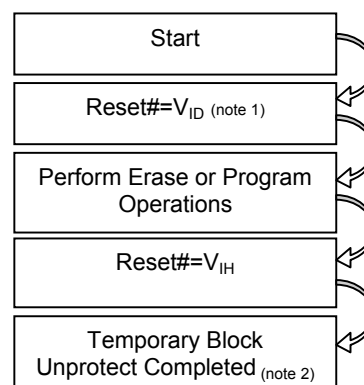 Start
Reset#=VID (note 1)
Perform Erase or Program
Operations
Reset#=VIH
Temporary Block
Unprotect Completed (note 2)